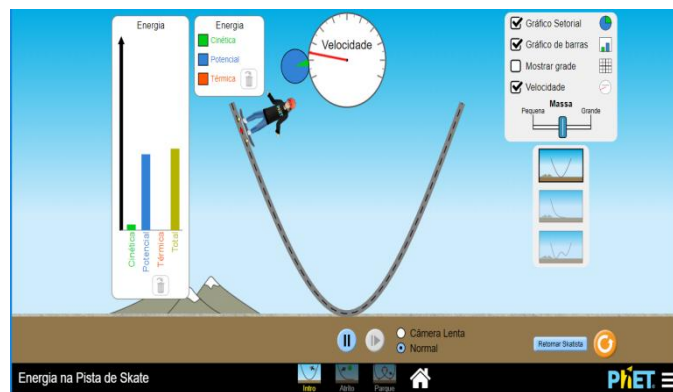 Energia
Cinética
Potencial
Térmica
Total
Energia
Cinética
Potencial
Térmica
Velocidade
Gráfico Setorial
Gráfico de barras
Mostrar grade
Velocidade
Massa
Pequena
Grande
Câmera Lenta
Normal
Retornar Skatista
Energia na Pista de Skate
Intro
Atrito
Parque
PhET